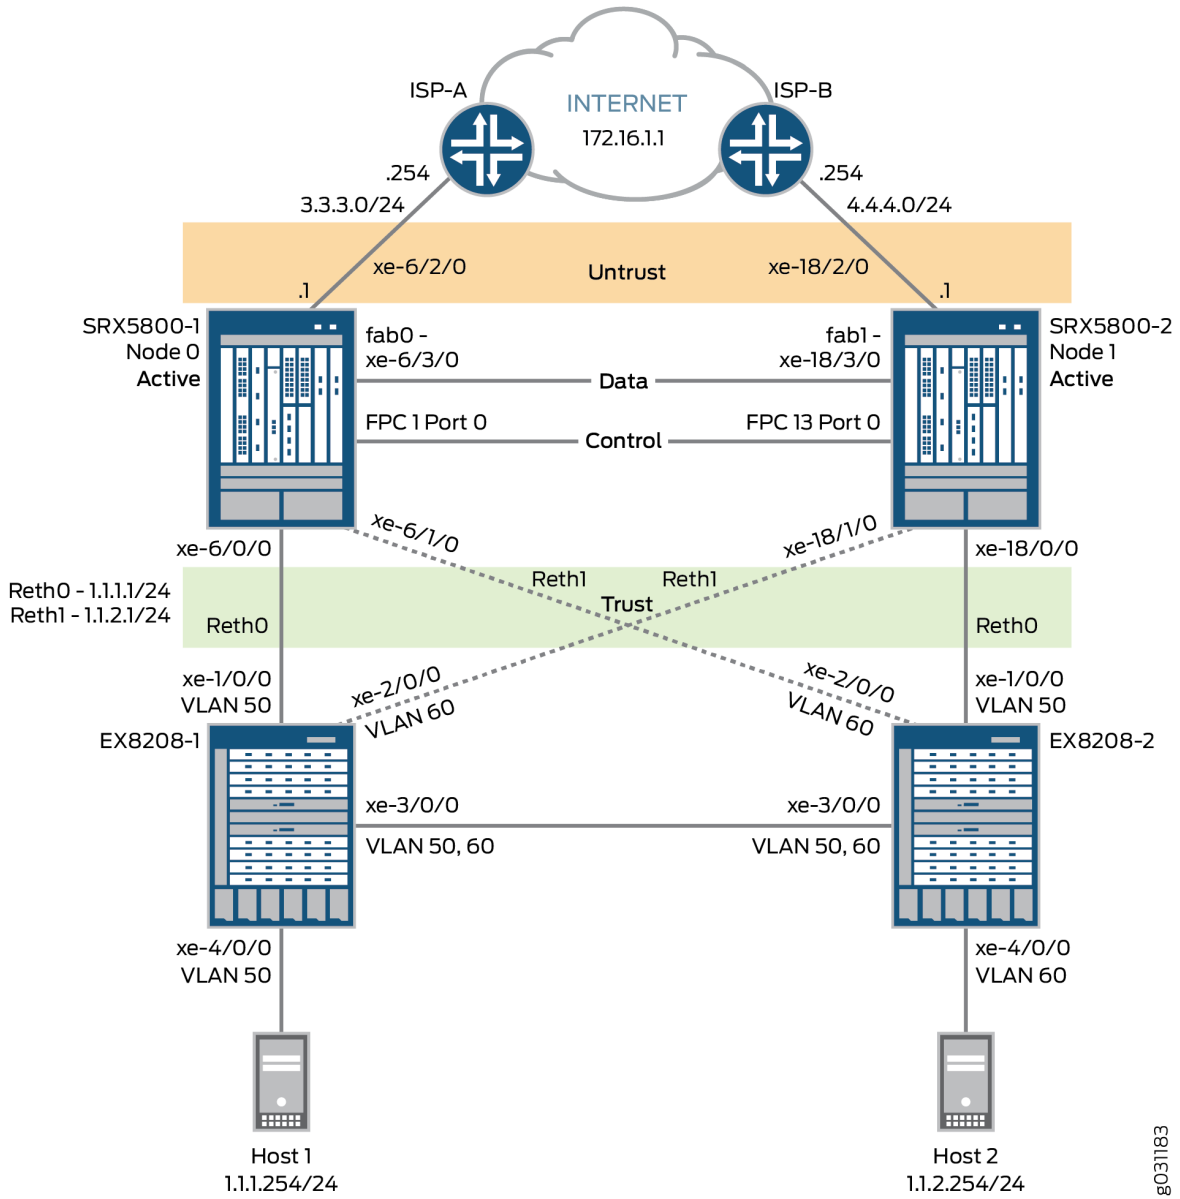 ISP-A
ISP-B
INTERNET
172.16.1.1
.254
.254
3.3.3.0/24
4.4.4.0/24
xe-6/2/0
Untrust
xe-18/2/0
.1
.1
SRX5800-1
Node 0
Active
fab0 -
xe-6/3/0
fab1 -
xe-18/3/0
SRX5800-2
Node 1
Active
Data
FPC 1 Port 0
FPC 13 Port 0
Control
xe-6/0/0
xe-6/1/0
xe-18/1/0
xe-18/0/0
Reth0 - 1.1.1.1/24
Reth1 - 1.1.2.1/24
Reth1
Reth1
Trust
Reth0
Reth0
xe-1/0/0
VLAN 50
xe-2/0/0
VLAN 60
xe-2/0/0
VLAN 60
xe-1/0/0
VLAN 50
EX8208-1
EX8208-2
xe-3/0/0
xe-3/0/0
VLAN 50, 60
VLAN 50, 60
xe-4/0/0
VLAN 50
xe-4/0/0
VLAN 60
Host 1
1.1.1.254/24
Host 2
1.1.2.254/24
g031183